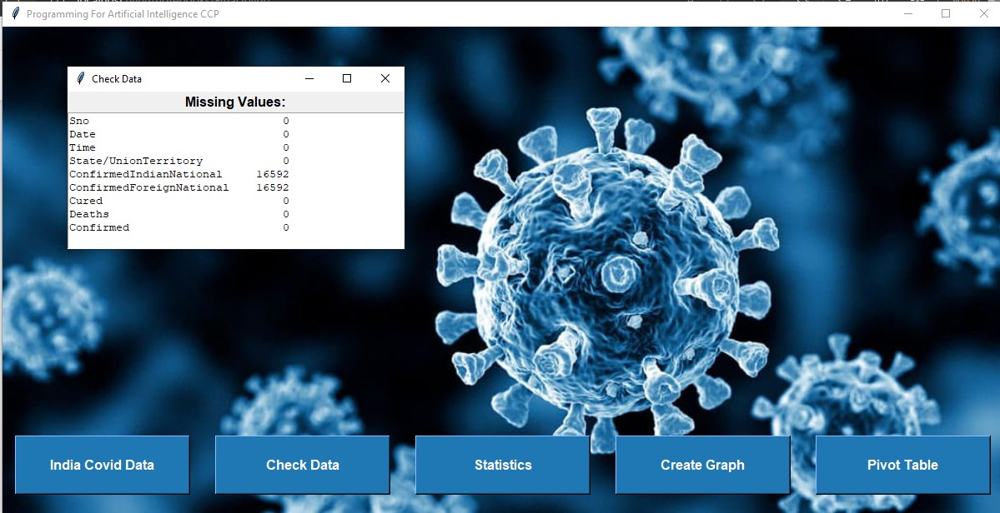 Programming For Artificial Intelligence CCP
Check Data
Missing Values:
Sno 0
Date 0
Time 0
State/UnionTerritory 0
ConfirmedIndianNational 16592
ConfirmedForeignNational 16592
Cured 0
Deaths 0
Confirmed 0
India Covid Data
Check Data
Statistics
Create Graph
Pivot Table